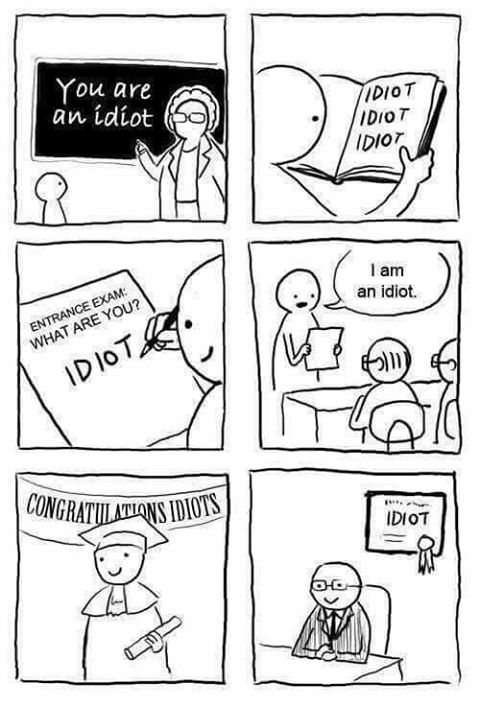 You are
an idiot
IDIOT
IDIOT
IDIOT
ENTRANCE EXAM:
WHAT ARE YOU?
IDIOT
I am
an idiot.
CONGRATULATIONS IDIOTS
IDIOT